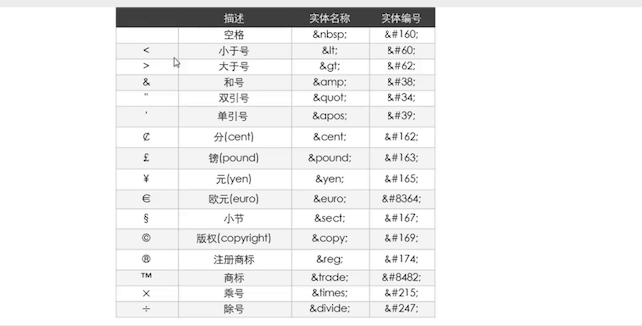 描述 实体名称 实体编号
空格 &nbsp; &#160;
< 小于号 &lt; &#60;
> 大于号 &gt; &#62;
& 和号 &amp; &#38;
" 双引号 &quot; &#34;
' 单引号 &apos; &#39;
₡ 分(cent) &cent; &#162;
£ 镑(pound) &pound; &#163;
¥ 元(yen) &yen; &#165;
€ 欧元(euro) &euro; &#8364;
§ 小节 &sect; &#167;
© 版权(copyright) &copy; &#169;
® 注册商标 &reg; &#174;
™ 商标 &trade; &#8482;
× 乘号 &times; &#215;
÷ 除号 &divide; &#247;